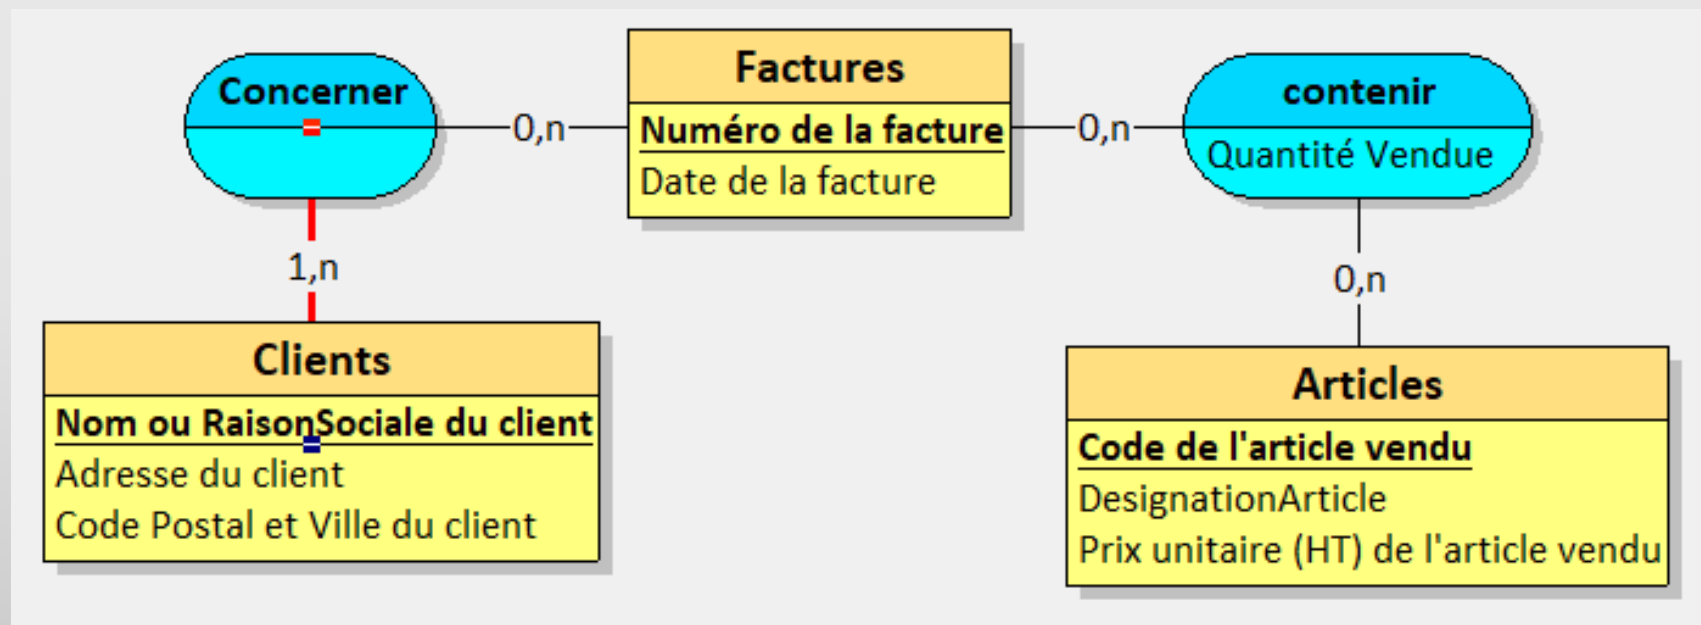 Concerner
0,n
Factures
Numéro de la facture
Date de la facture
0,n
contenir
Quantité Vendue
1,n
0,n
Clients
Nom ou RaisonSociale du client
Adresse du client
Code Postal et Ville du client
Articles
Code de l'article vendu
DesignationArticle
Prix unitaire (HT) de l'article vendu